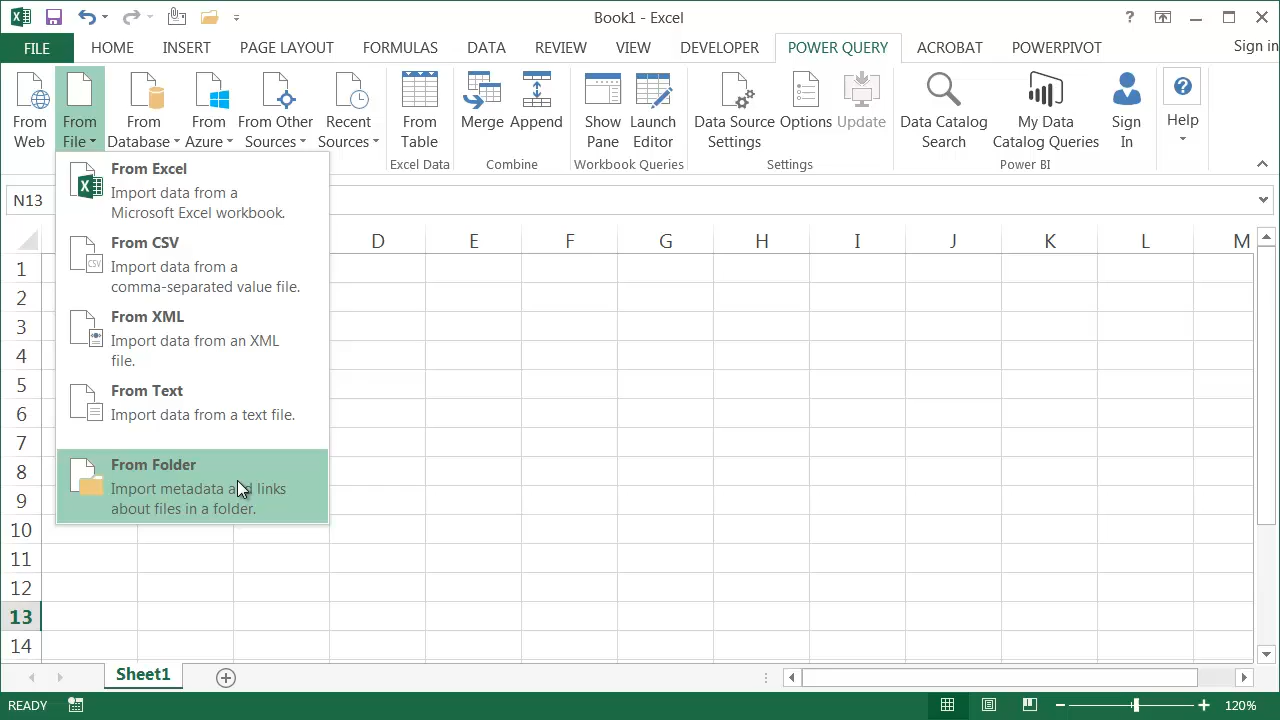 Book1 - Excel
?
FILE
HOME
INSERT
PAGE LAYOUT
FORMULAS
DATA
REVIEW
VIEW
DEVELOPER
POWER QUERY
ACROBAT
POWERPIVOT
Sign in
From
Web
From
File
From
Database
From
Azure
From Other
Sources
Recent
Sources
From
Table
Merge
Append
Show
Pane
Launch
Editor
Data Source
Settings
Options
Update
Data Catalog
Search
My Data
Catalog Queries
Sign
In
?
Help
Excel Data
Combine
Workbook Queries
Settings
Power BI
From Excel
Import data from a
Microsoft Excel workbook.
From CSV
CSV
Import data from a
comma-separated value file.
From XML
Import data from an XML
file.
From Text
Import data from a text file.
From Folder
Import metadata and links
about files in a folder.
N13
D
E
F
G
H
I
J
K
L
M
1
2
3
4
5
6
7
8
9
10
11
12
13
14
Sheet1
READY
120%